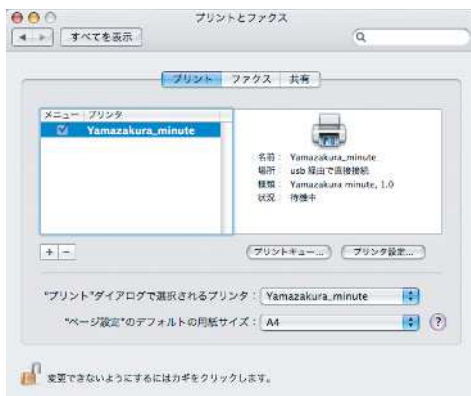 プリントとファクス
すべてを表示
プリント ファクス 共有
メニュー プリンタ
Yamazakura_minute
名前： Yamazakura_minute
場所： usb 経由で直接接続
種類： Yamazakura minute, 1.0
状況： 待機中
プリントキュー... プリンタ設定...
"プリント"ダイアログで選択されるプリンタ： Yamazakura_minute
"ページ設定"のデフォルトの用紙サイズ： A4
変更できないようにするにはカギをクリックします。